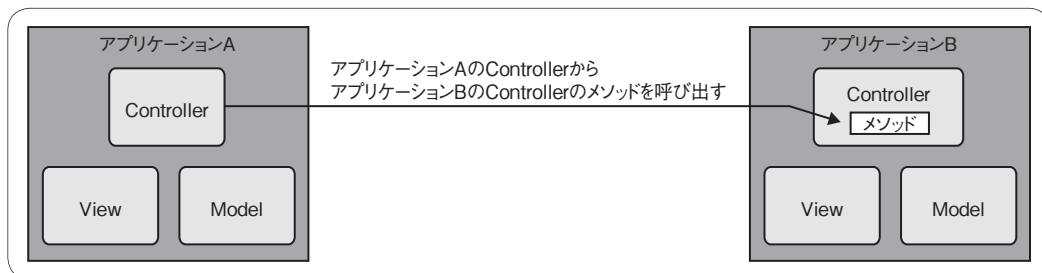 アプリケーションA
Controller
View
Model
アプリケーションAのControllerから
アプリケーションBのControllerのメソッドを呼び出す
アプリケーションB
Controller
メソッド
View
Model